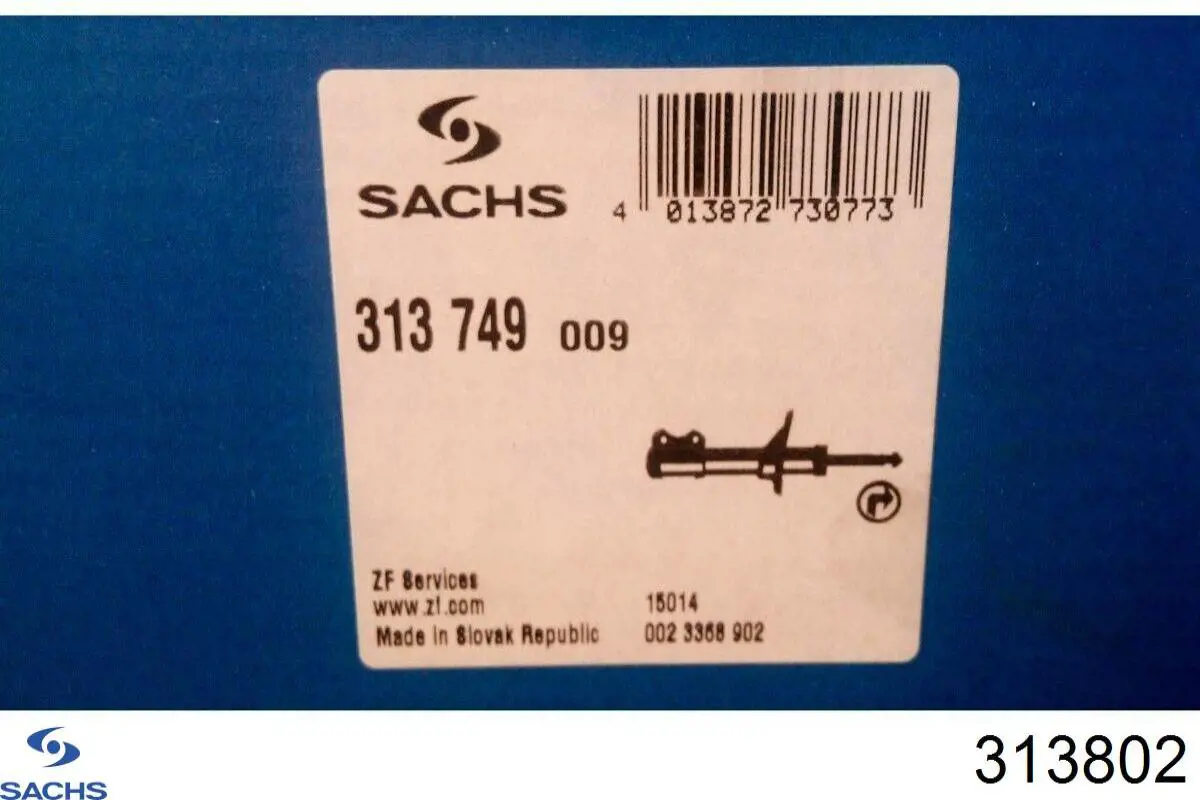 SACHS
4 013872 730773
313 749 009
ZF Services
www.zf.com
Made in Slovak Republic
15014
002 3368 902
SACHS
313802